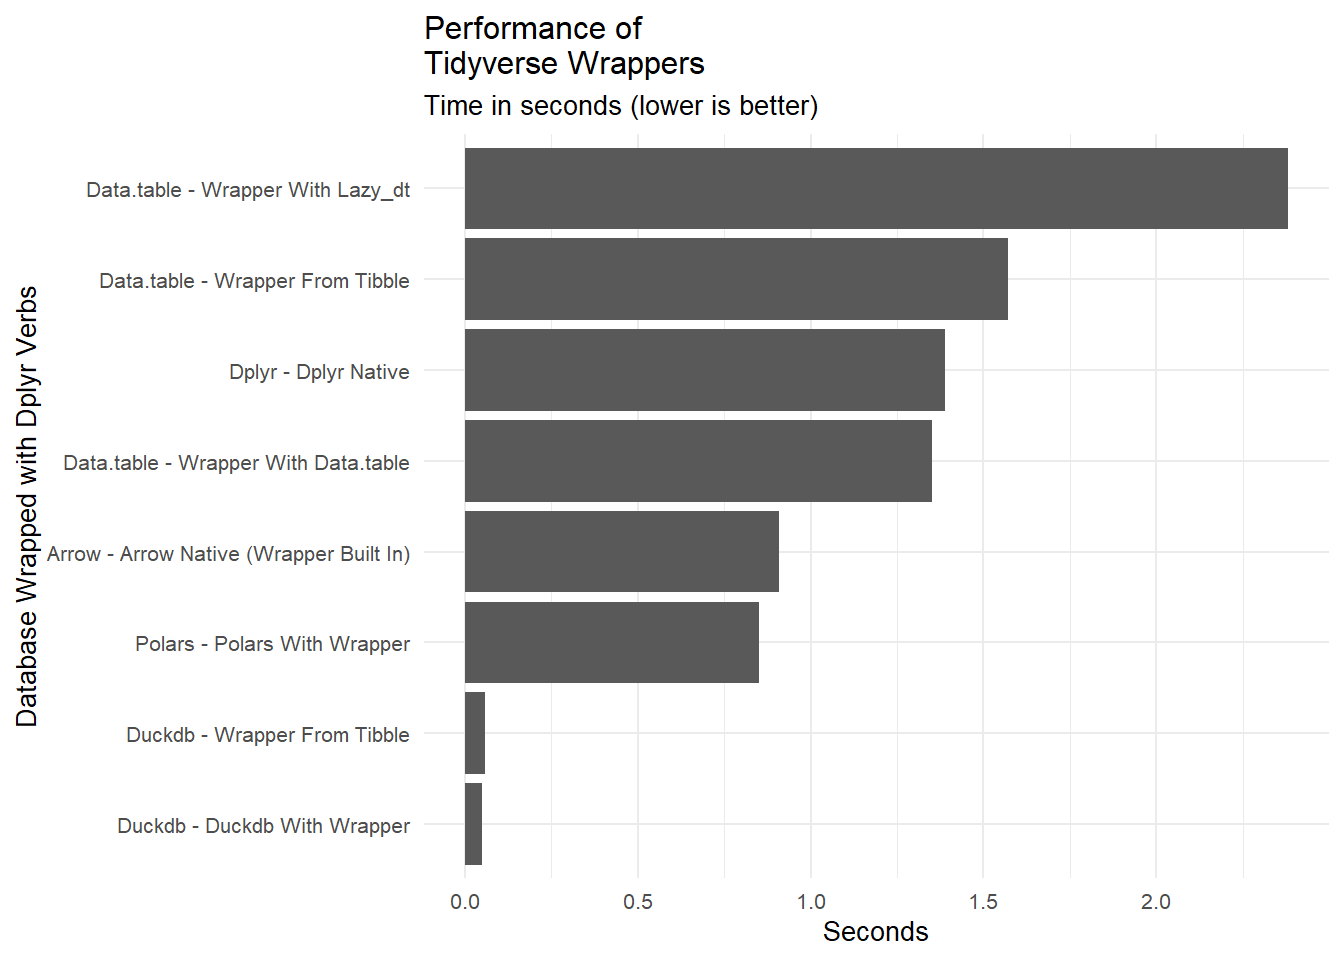 Performance of
Tidyverse Wrappers
Time in seconds (lower is better)
Database Wrapped with Dplyr Verbs
Data.table - Wrapper With Lazy_dt
Data.table - Wrapper From Tibble
Dplyr - Dplyr Native
Data.table - Wrapper With Data.table
Arrow - Arrow Native (Wrapper Built In)
Polars - Polars With Wrapper
Duckdb - Wrapper From Tibble
Duckdb - Duckdb With Wrapper
0.0 0.5 1.0 1.5 2.0
Seconds